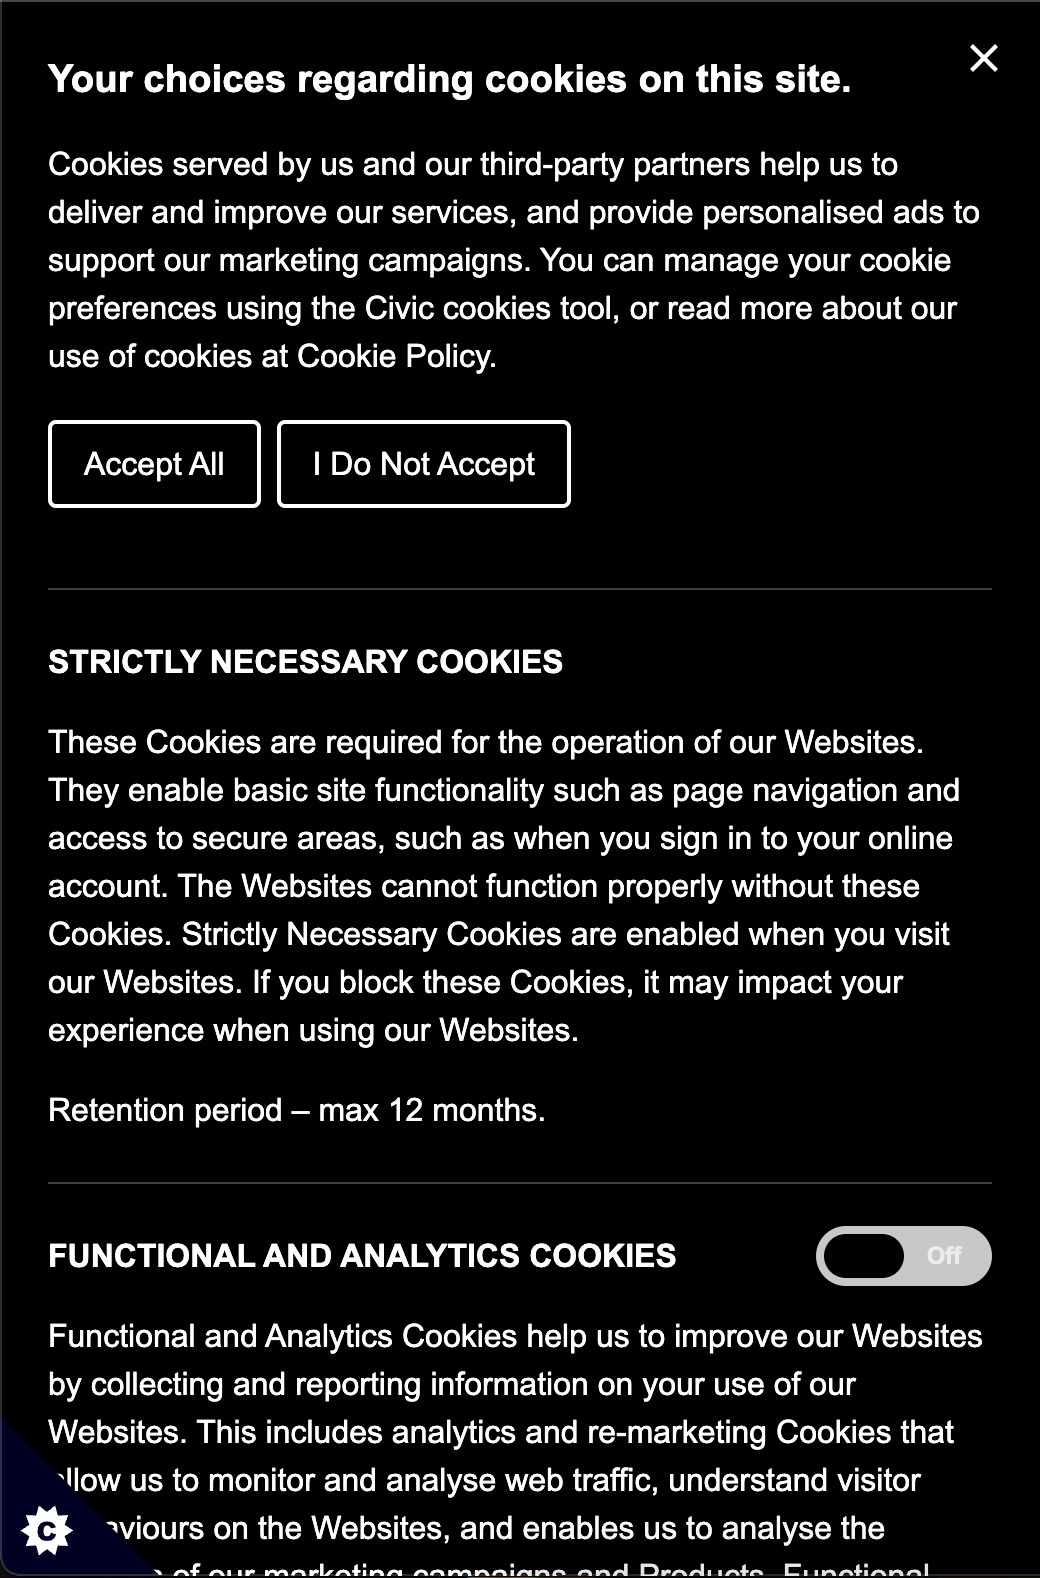 Your choices regarding cookies on this site.
Cookies served by us and our third-party partners help us to
deliver and improve our services, and provide personalised ads to
support our marketing campaigns. You can manage your cookie
preferences using the Civic cookies tool, or read more about our
use of cookies at Cookie Policy.
Accept All
I Do Not Accept
STRICTLY NECESSARY COOKIES
These Cookies are required for the operation of our Websites.
They enable basic site functionality such as page navigation and
access to secure areas, such as when you sign in to your online
account. The Websites cannot function properly without these
Cookies. Strictly Necessary Cookies are enabled when you visit
our Websites. If you block these Cookies, it may impact your
experience when using our Websites.
Retention period – max 12 months.
FUNCTIONAL AND ANALYTICS COOKIES
Off
Functional and Analytics Cookies help us to improve our Websites
by collecting and reporting information on your use of our
Websites. This includes analytics and re-marketing Cookies that
allow us to monitor and analyse web traffic, understand visitor
on the Websites, and enables us to analyse the
of our marketing campaigns and Products. Functional
C